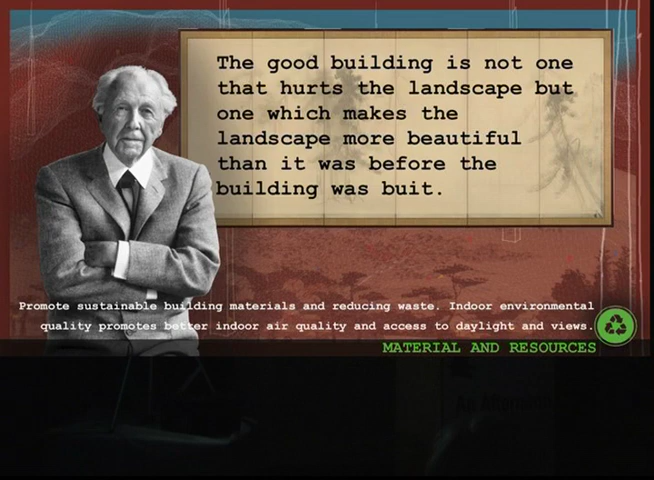 The good building is not one
that hurts the landscape but
one which makes the
landscape more beautiful
than it was before the
building was buit.
Promote sustainable building materials and reducing waste. Indoor environmental
quality promotes better indoor air quality and access to daylight and views.
MATERIAL AND RESOURCES